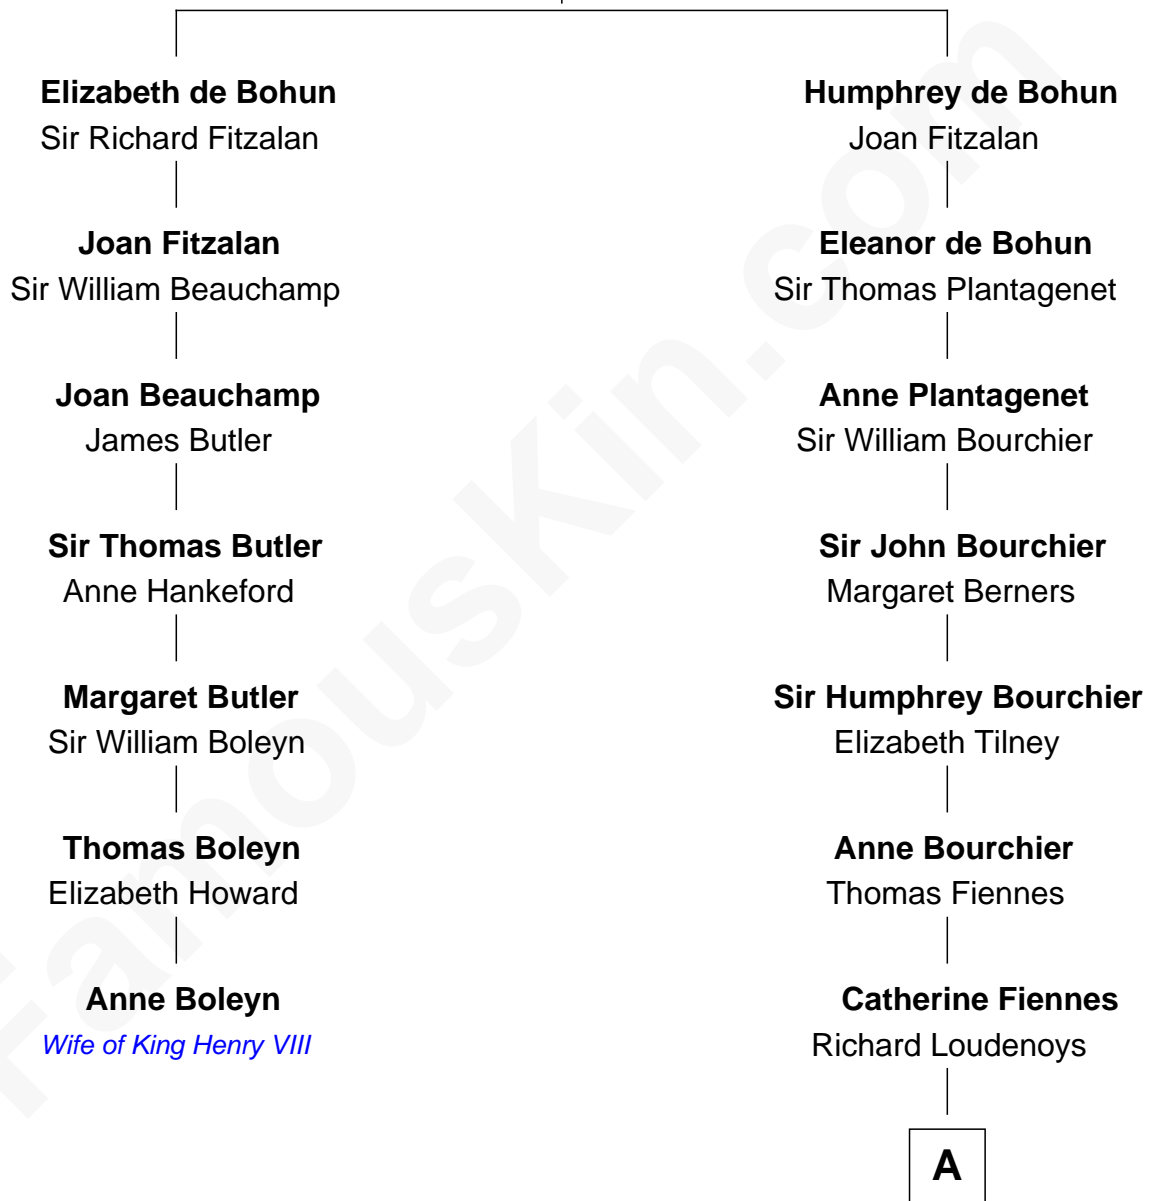 Elizabeth de Bohun
Sir Richard Fitzalan
Joan Fitzalan
Sir William Beauchamp
Joan Beauchamp
James Butler
Sir Thomas Butler
Anne Hankeford
Margaret Butler
Sir William Boleyn
Thomas Boleyn
Elizabeth Howard
Anne Boleyn
Wife of King Henry VIII
Humphrey de Bohun
Joan Fitzalan
Eleanor de Bohun
Sir Thomas Plantagenet
Anne Plantagenet
Sir William Bourchier
Sir John Bourchier
Margaret Berners
Sir Humphrey Bourchier
Elizabeth Tilney
Anne Bourchier
Thomas Fiennes
Catherine Fiennes
Richard Loudenoys
A
FamousKin.com